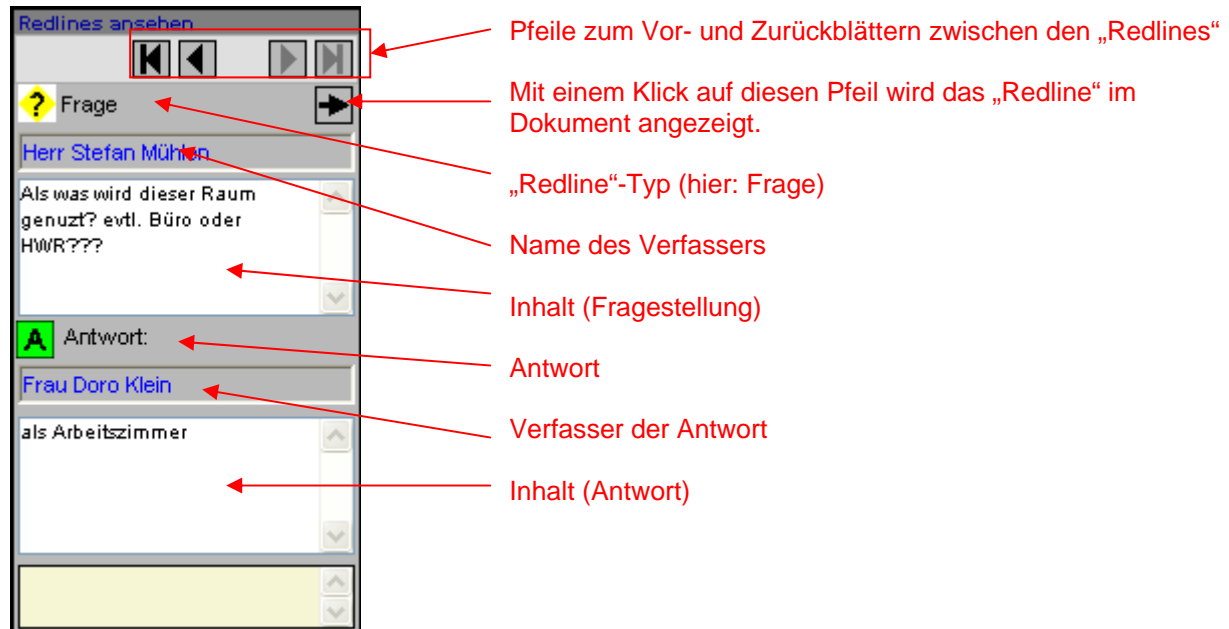 Redlines ansehen
Pfeile zum Vor- und Zurückblättern zwischen den „Redlines“
? Frage
Mit einem Klick auf diesen Pfeil wird das „Redline“ im
Dokument angezeigt.
Herr Stefan Mühlen
„Redline“-Typ (hier: Frage)
Als was wird dieser Raum
genuzt? evtl. Büro oder
HWR???
Name des Verfassers
Inhalt (Fragestellung)
A Antwort:
Antwort
Frau Doro Klein
Verfasser der Antwort
als Arbeitszimmer
Inhalt (Antwort)